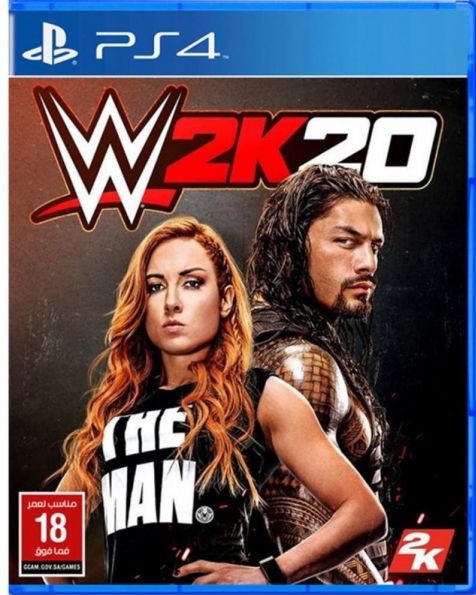 PS4
W 2K20
THE
MAN
مناسب لعمر
18
فما فوق
GCAM.GOV.SA/GAMES
2K